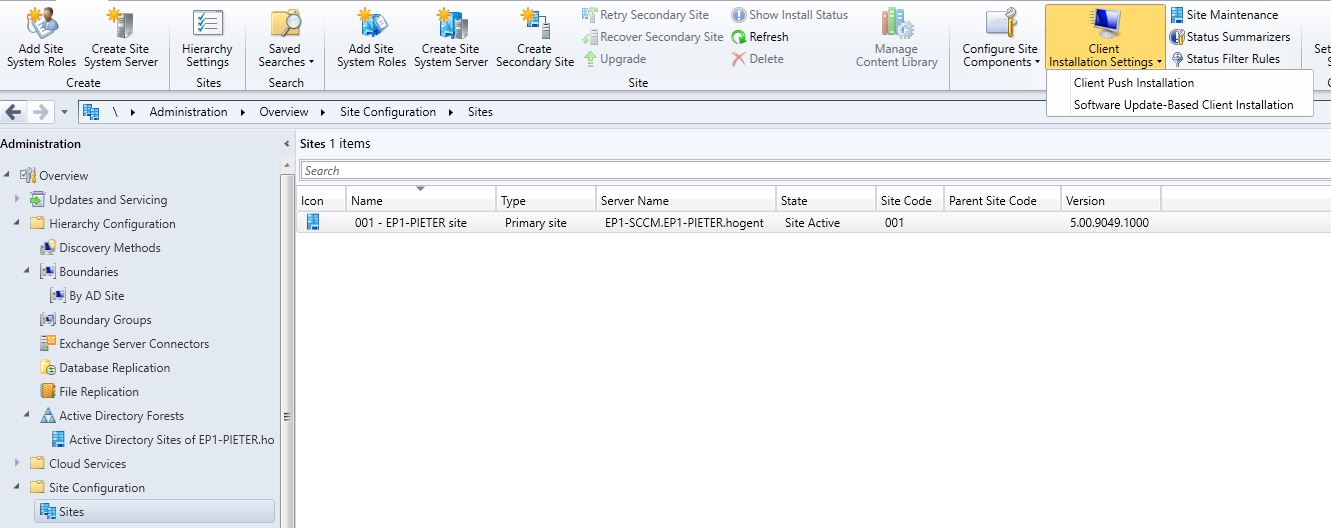 Add Site System Roles
Create Site System Server
Create
Hierarchy Settings
Sites
Saved Searches
Search
Add Site System Roles
Create Site System Server
Create Secondary Site
Retry Secondary Site
Recover Secondary Site
Upgrade
Show Install Status
Refresh
Delete
Manage Content Library
Site
Configure Site Components
Client Installation Settings
Site Maintenance
Status Summarizers
Status Filter Rules
Client Push Installation
Software Update-Based Client Installation
\ Administration Overview Site Configuration Sites
Administration
Overview
Updates and Servicing
Hierarchy Configuration
Discovery Methods
Boundaries
By AD Site
Boundary Groups
Exchange Server Connectors
Database Replication
File Replication
Active Directory Forests
Active Directory Sites of EP1-PIETER.ho
Cloud Services
Site Configuration
Sites
Sites 1 items
Search
Icon Name Type Server Name State Site Code Parent Site Code Version
001 - EP1-PIETER site Primary site EP1-SCCM.EP1-PIETER.hogent Site Active 001 5.00.9049.1000